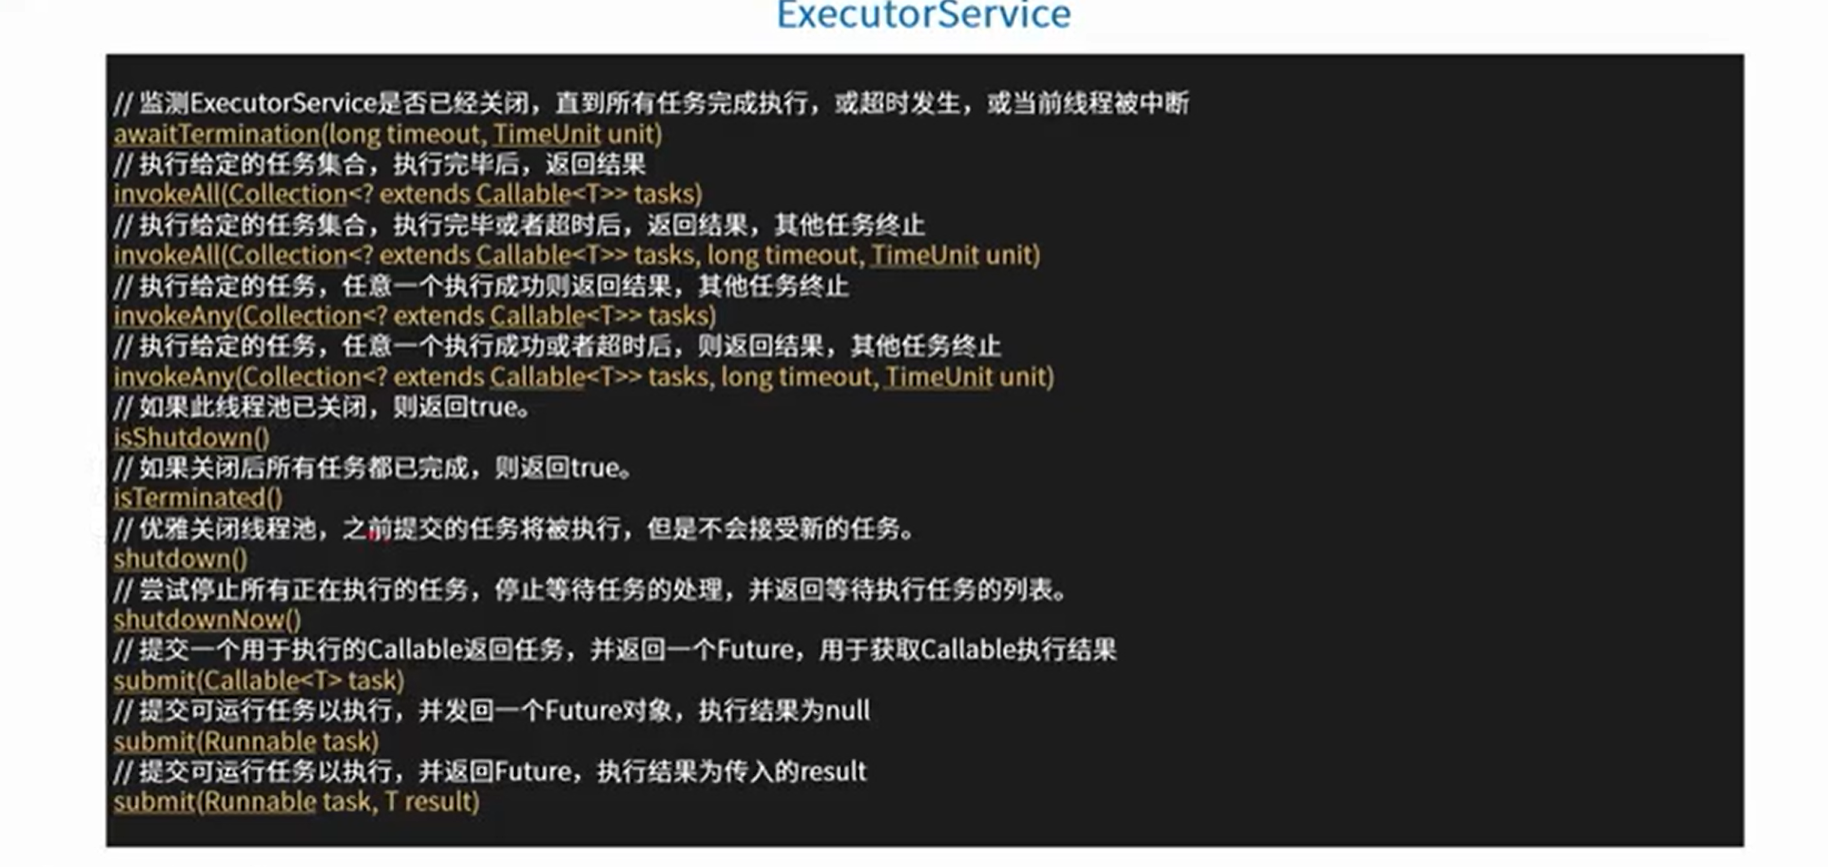 ExecutorService
// 监测ExecutorService是否已经关闭，直到所有任务完成执行，或超时发生，或当前线程被中断
awaitTermination(long timeout, TimeUnit unit)
// 执行给定的任务集合，执行完毕后，返回结果
invokeAll(Collection<? extends Callable<T>> tasks)
// 执行给定的任务集合，执行完毕或者超时后，返回结果，其他任务终止
invokeAll(Collection<? extends Callable<T>> tasks, long timeout, TimeUnit unit)
// 执行给定的任务，任意一个执行成功则返回结果，其他任务终止
invokeAny(Collection<? extends Callable<T>> tasks)
// 执行给定的任务，任意一个执行成功或者超时后，则返回结果，其他任务终止
invokeAny(Collection<? extends Callable<T>> tasks, long timeout, TimeUnit unit)
// 如果此线程池已关闭，则返回true。
isShutdown()
// 如果关闭后所有任务都已完成，则返回true。
isTerminated()
// 优雅关闭线程池，之前提交的任务将被执行，但是不会接受新的任务。
shutdown()
// 尝试停止所有正在执行的任务，停止等待任务的处理，并返回等待执行任务的列表。
shutdownNow()
// 提交一个用于执行的Callable返回任务，并返回一个Future，用于获取Callable执行结果
submit(Callable<T> task)
// 提交可运行任务以执行，并发回一个Future对象，执行结果为null
submit(Runnable task)
// 提交可运行任务以执行，并返回Future，执行结果为传入的result
submit(Runnable task, T result)